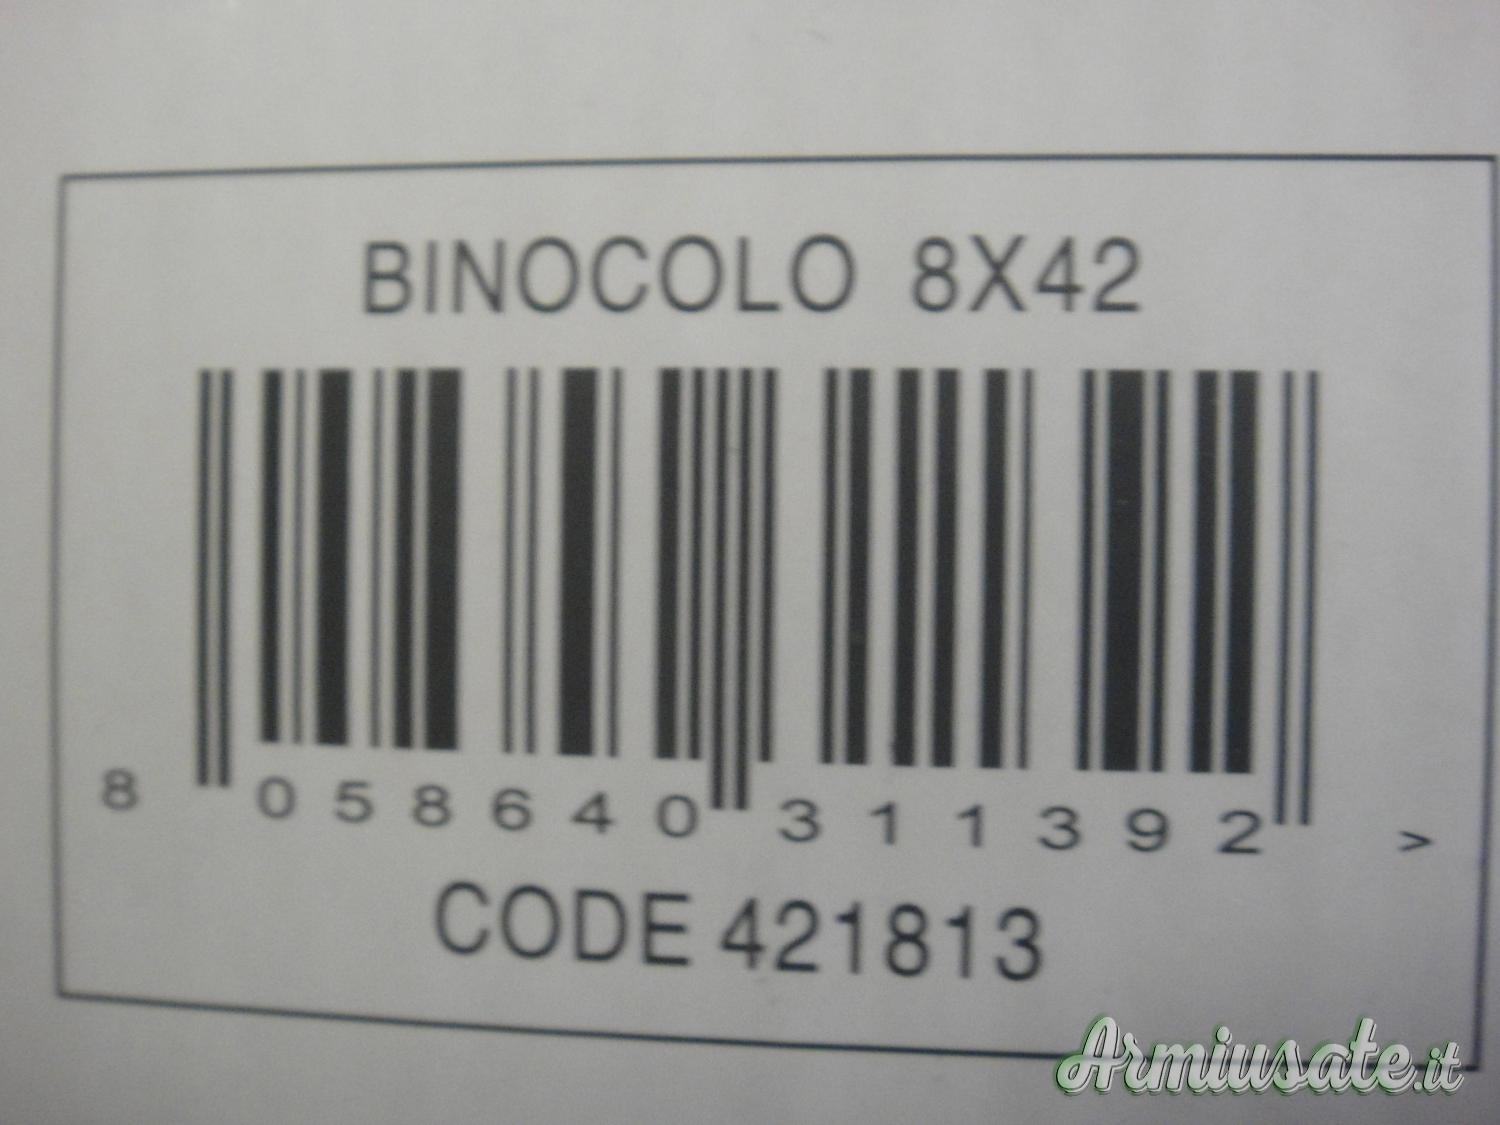 BINOCOLO 8X42
8 058640 311392 >
CODE 421813
Armiusate.it